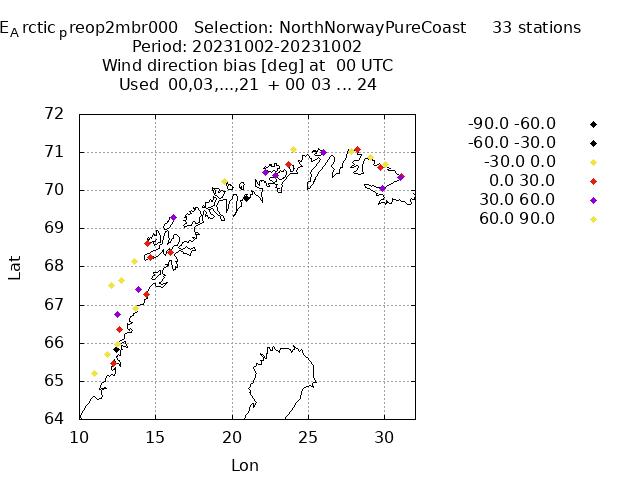 EArctic preop2mbr000 Selection: NorthNorwayPureCoast 33 stations
Period: 20231002-20231002
Wind direction bias [deg] at 00 UTC
Used 00,03,...,21 + 00 03 ... 24
72
71
70
69
68
67
66
65
64
10 15 20 25 30
Lat
Lon
-90.0 -60.0
-60.0 -30.0
-30.0 0.0
0.0 30.0
30.0 60.0
60.0 90.0